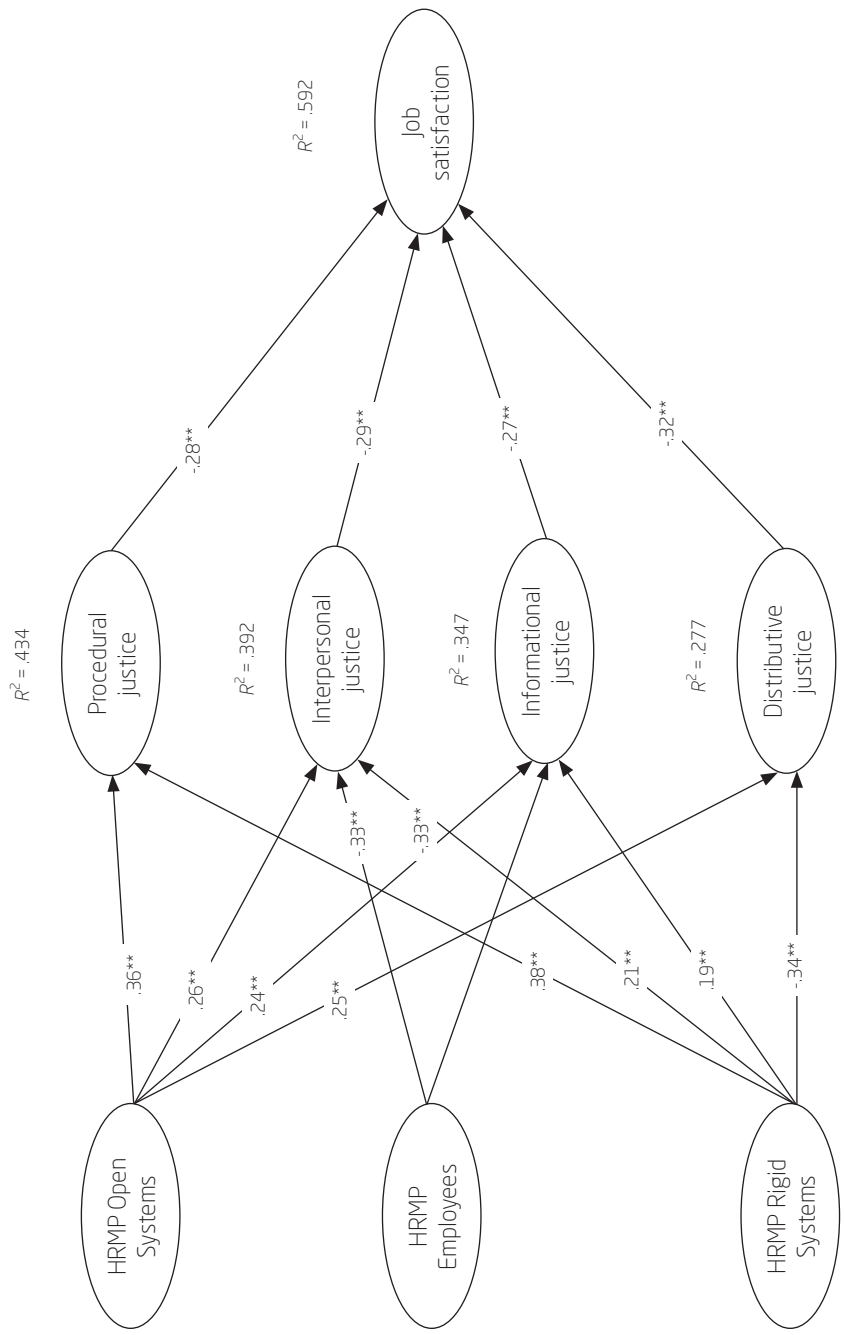 HRMP Open
Systems
HRMP
Employees
HRMP Rigid
Systems
.36**
.26**
.24**
.25**
-.33**
-.33**
.38**
.21**
.19**
-.34**
R² = .434
Procedural
justice
R² = .392
Interpersonal
justice
R² = .347
Informational
justice
R² = .277
Distributive
justice
-.28**
-.29**
-.27**
-.32**
R² = .592
Job
satisfaction